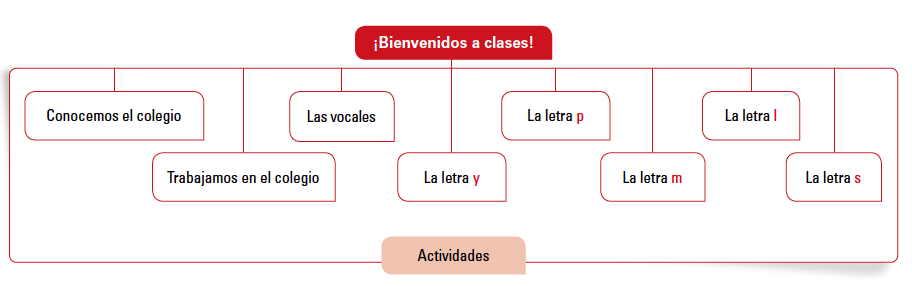 ¡Bienvenidos a clases!
Conocemos el colegio
Trabajamos en el colegio
Las vocales
La letra y
La letra p
La letra m
La letra l
La letra s
Actividades